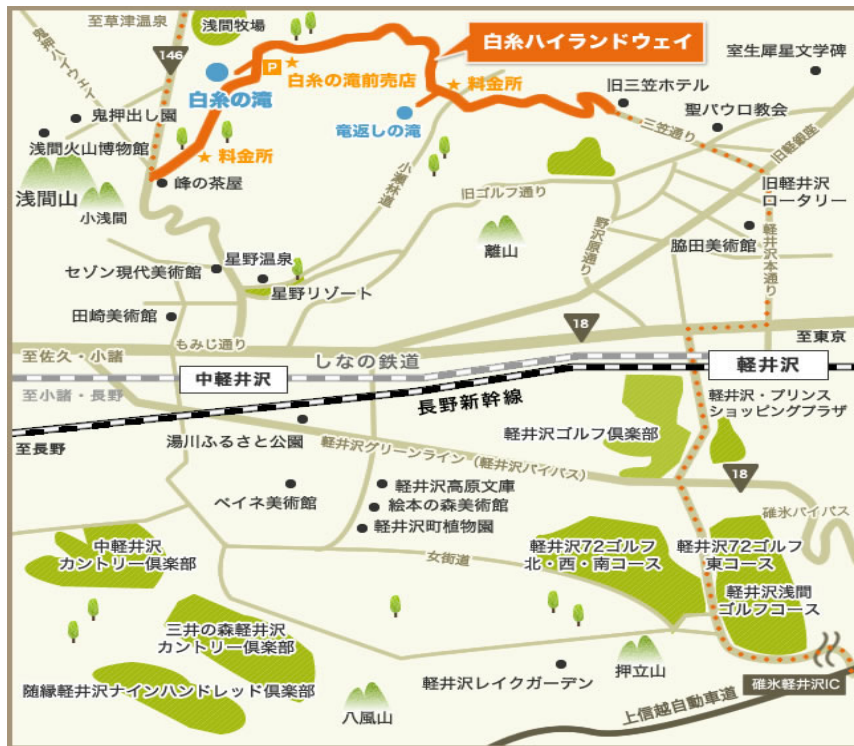 至草津温泉
浅間牧場
鬼押ハイウェイ
146
白糸ハイランドウェイ
室生犀星文学碑
P
★
白糸の滝前売店
白糸の滝
★ 料金所
旧三笠ホテル
聖パウロ教会
鬼押出し園
竜返しの滝
三笠通り
旧軽銀座
浅間火山博物館
★ 料金所
小瀬林道
峰の茶屋
浅間山
小浅間
旧ゴルフ通り
旧軽井沢
ロータリー
離山
野沢原通り
脇田美術館
軽井沢本通り
星野温泉
セゾン現代美術館
星野リゾート
田崎美術館
18
もみじ通り
至東京
至佐久・小諸
しなの鉄道
中軽井沢
軽井沢
至小諸・長野
長野新幹線
軽井沢・プリンス
ショッピングプラザ
至長野
湯川ふるさと公園
軽井沢ゴルフ倶楽部
軽井沢グリーンライン(軽井沢バイパス)
18
ペイネ美術館
軽井沢高原文庫
絵本の森美術館
軽井沢町植物園
碓氷バイパス
中軽井沢
カントリー倶楽部
女街道
軽井沢72ゴルフ
北・西・南コース
軽井沢72ゴルフ
東コース
軽井沢浅間
ゴルフコース
三井の森軽井沢
カントリー倶楽部
押立山
随縁軽井沢ナインハンドレッド倶楽部
軽井沢レイクガーデン
碓氷軽井沢IC
八風山
上信越自動車道